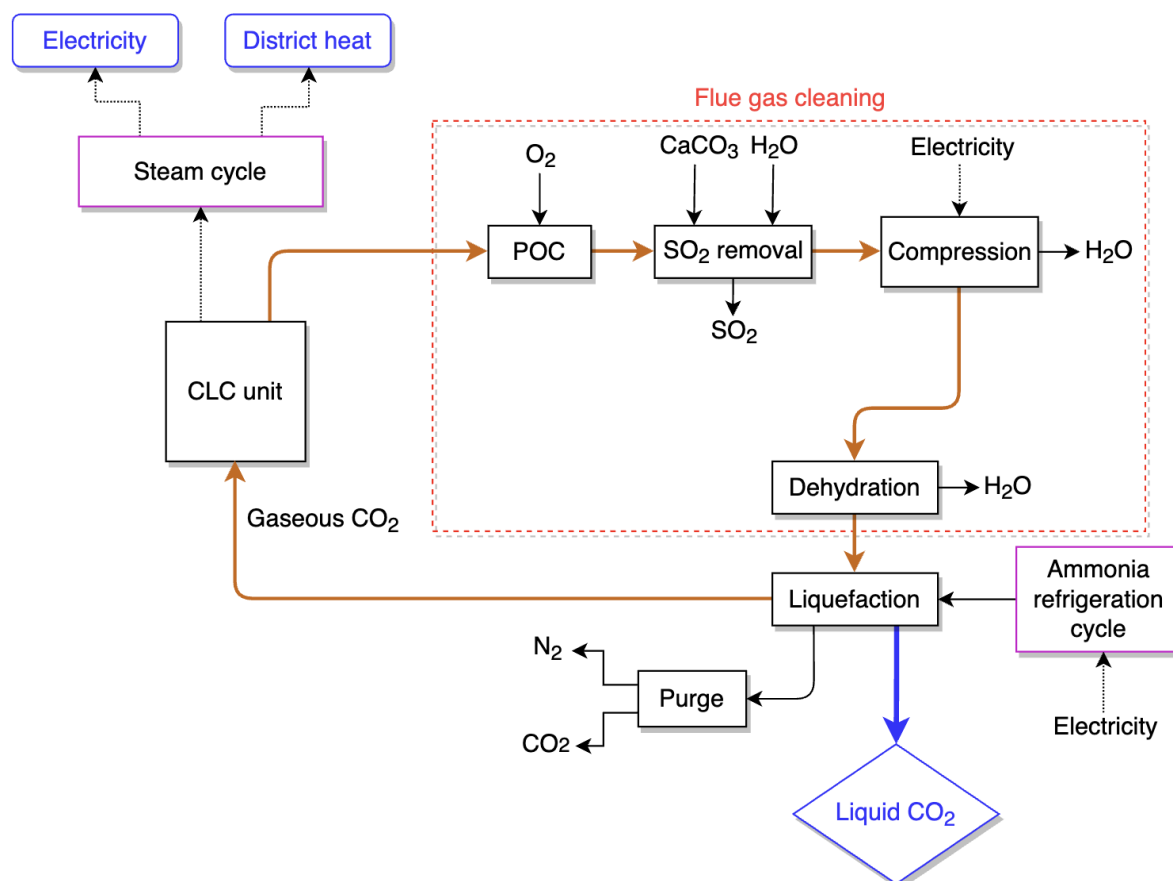 Electricity
District heat
Flue gas cleaning
Steam cycle
O₂
CaCO₃
H₂O
Electricity
POC
SO₂ removal
Compression
H₂O
SO₂
CLC unit
Dehydration
H₂O
Gaseous CO₂
Liquefaction
Ammonia
refrigeration
cycle
N₂
Purge
CO₂
Electricity
Liquid CO₂